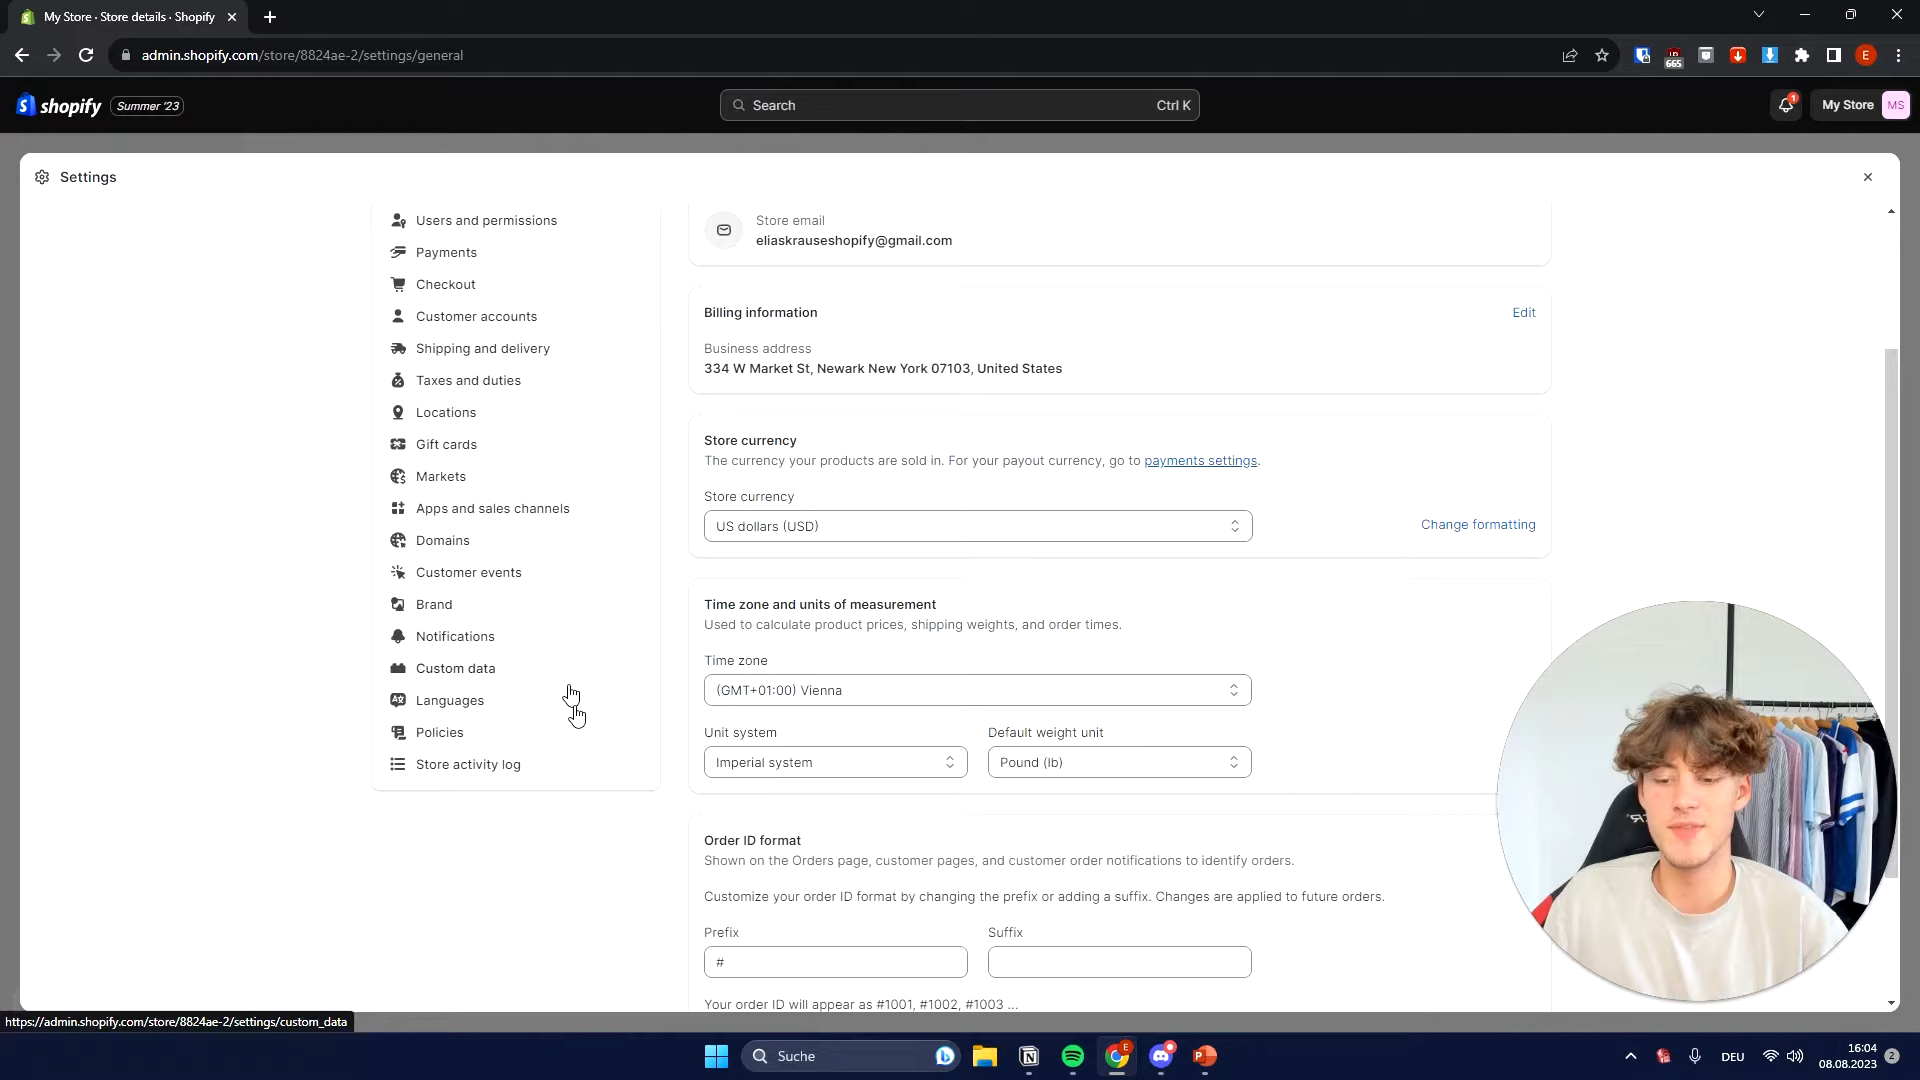 My Store · Store details · Shopify
admin.shopify.com/store/8824ae-2/settings/general
665
E
shopify
Summer '23
Search
Ctrl K
1
My Store
MS
Settings
Users and permissions
Payments
Checkout
Customer accounts
Shipping and delivery
Taxes and duties
Locations
Gift cards
Markets
Apps and sales channels
Domains
Customer events
Brand
Notifications
Custom data
Languages
Policies
Store activity log
Store email
eliaskrauseshopify@gmail.com
Billing information
Edit
Business address
334 W Market St, Newark New York 07103, United States
Store currency
The currency your products are sold in. For your payout currency, go to payments settings.
Store currency
US dollars (USD)
Change formatting
Time zone and units of measurement
Used to calculate product prices, shipping weights, and order times.
Time zone
(GMT+01:00) Vienna
Unit system
Default weight unit
Imperial system
Pound (lb)
Order ID format
Shown on the Orders page, customer pages, and customer order notifications to identify orders.
Customize your order ID format by changing the prefix or adding a suffix. Changes are applied to future orders.
Prefix
Suffix
#
Your order ID will appear as #1001, #1002, #1003 ...
https://admin.shopify.com/store/8824ae-2/settings/custom_data
Suche
E
DEU
16:04
08.08.2023
2